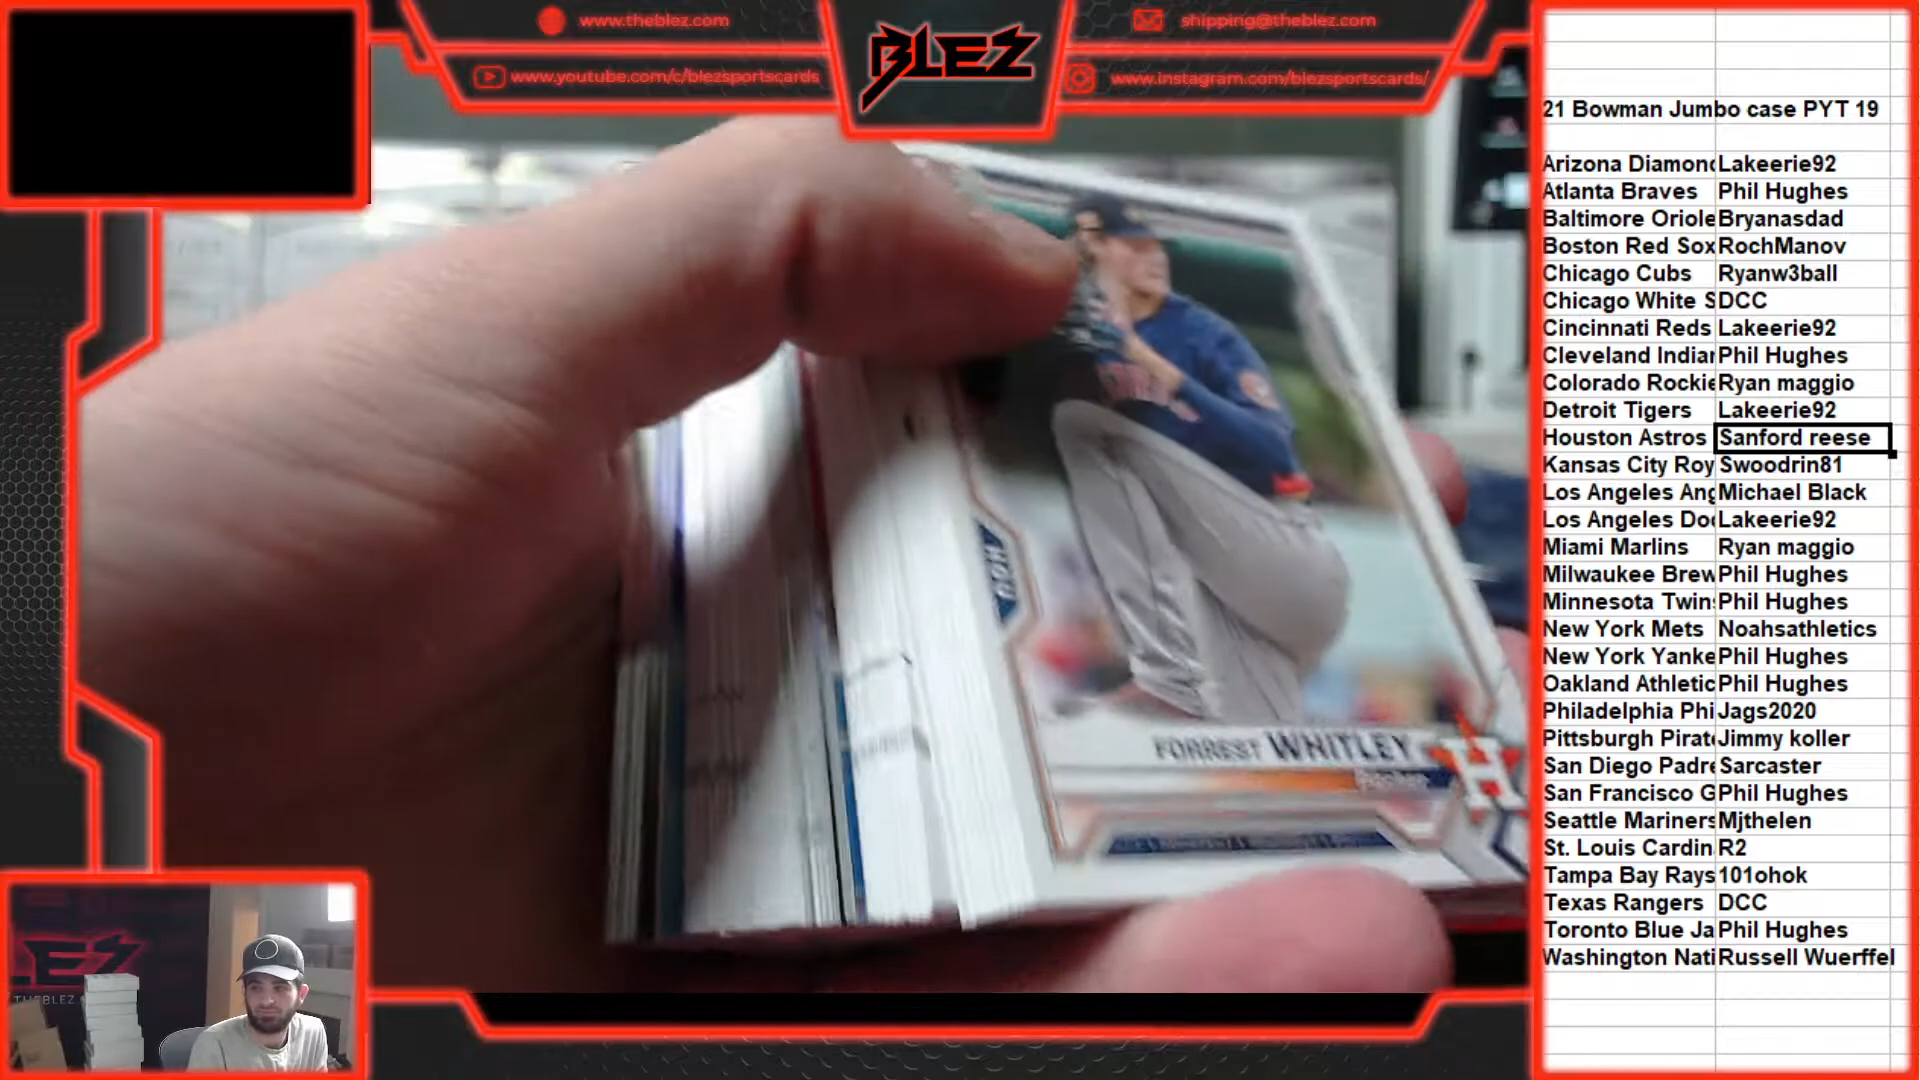 www.theblez.com
shipping@theblez.com
BLEZ
www.youtube.com/c/blezsportscards
www.instagram.com/blezsportscards/
21 Bowman Jumbo case PYT 19
Arizona Diamond Lakeerie92
Atlanta Braves Phil Hughes
Baltimore Oriole Bryanasdad
Boston Red Sox RochManov
Chicago Cubs Ryanw3ball
Chicago White S DCC
Cincinnati Reds Lakeerie92
Cleveland Indian Phil Hughes
Colorado Rockie Ryan maggio
Detroit Tigers Lakeerie92
Houston Astros Sanford reese
Kansas City Roy Swoodrin81
Los Angeles Ang Michael Black
Los Angeles Dod Lakeerie92
Miami Marlins Ryan maggio
Milwaukee Brew Phil Hughes
Minnesota Twins Phil Hughes
New York Mets Noahsathletics
New York Yanke Phil Hughes
Oakland Athletic Phil Hughes
Philadelphia Phi Jags2020
Pittsburgh Pirate Jimmy koller
San Diego Padre Sarcaster
San Francisco G Phil Hughes
Seattle Mariners Mjthelen
St. Louis Cardin R2
Tampa Bay Rays 101ohok
Texas Rangers DCC
Toronto Blue Ja Phil Hughes
Washington Nati Russell Wuerffel
FORREST WHITLEY
Pitcher
H
LEZ
THEBLEZ